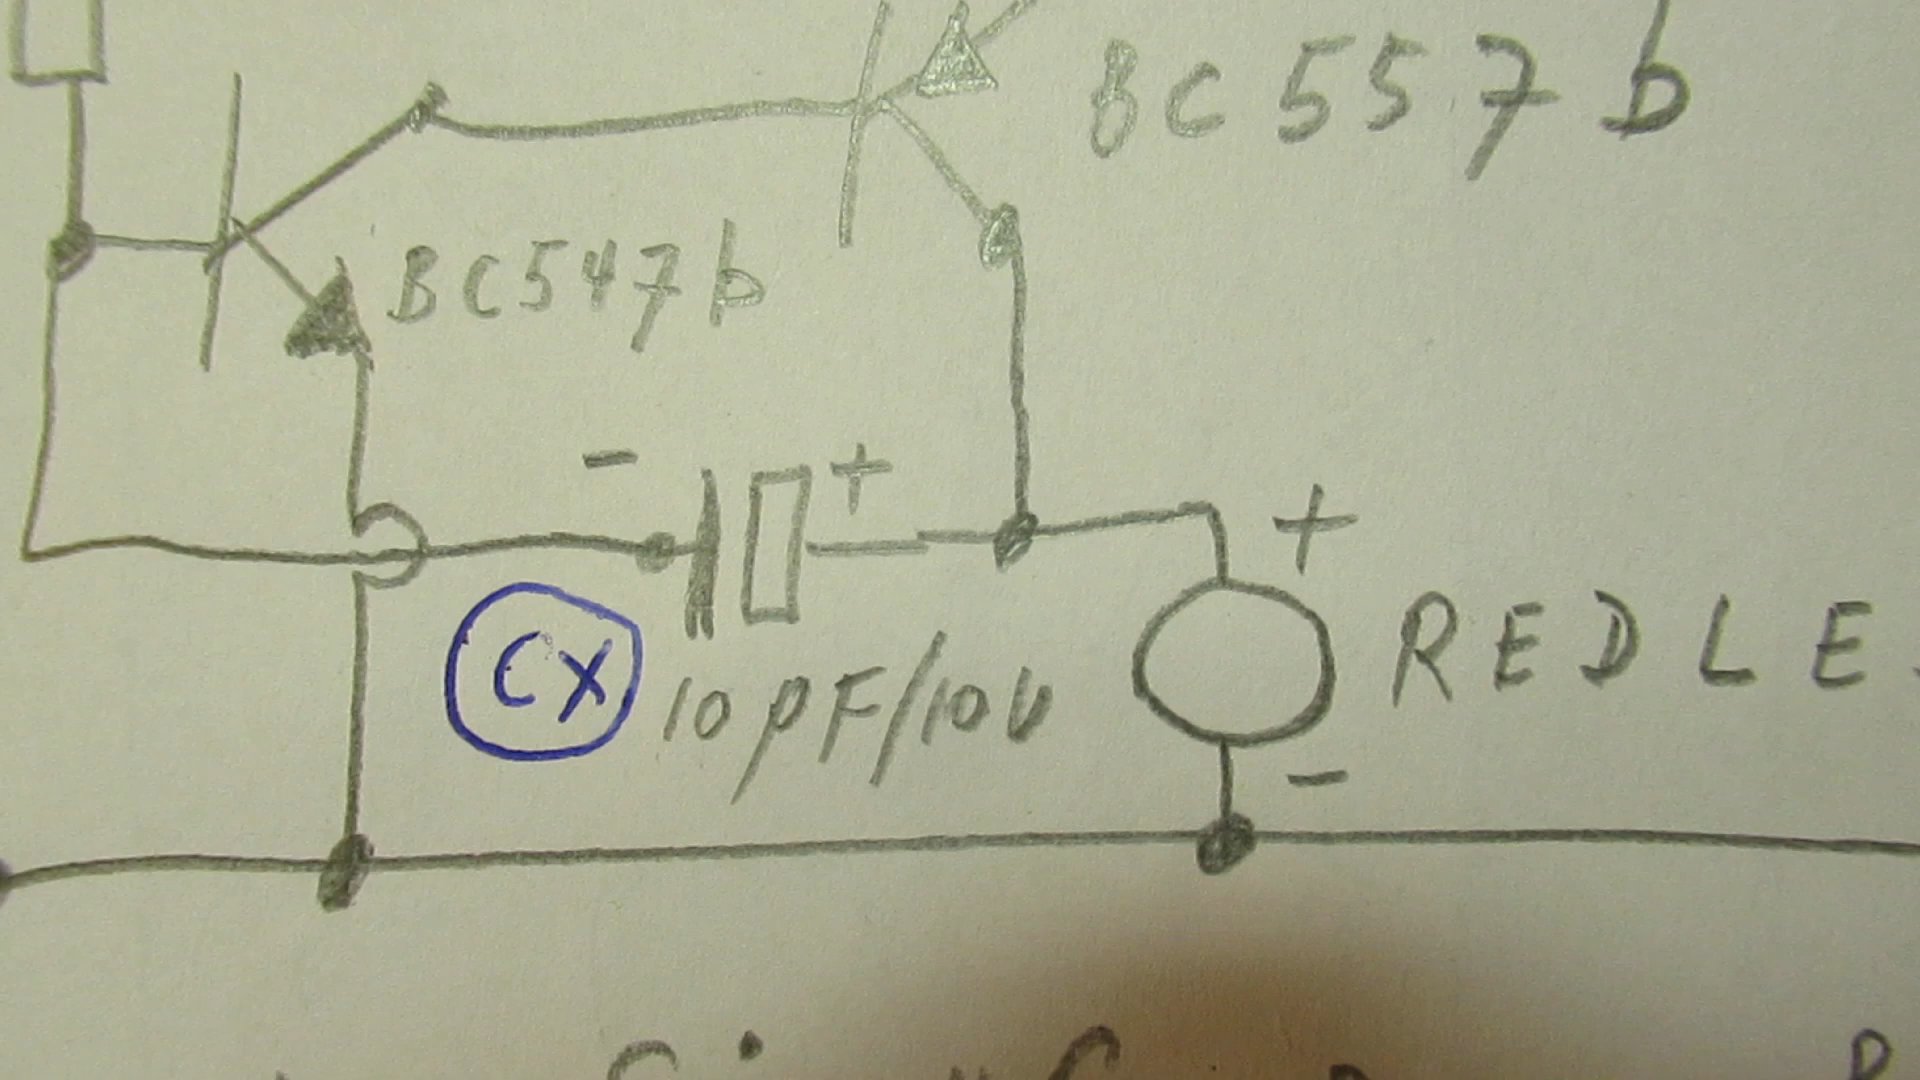 BC557b
BC547b
- +
+
CX 10pF/10V
REDLE
-